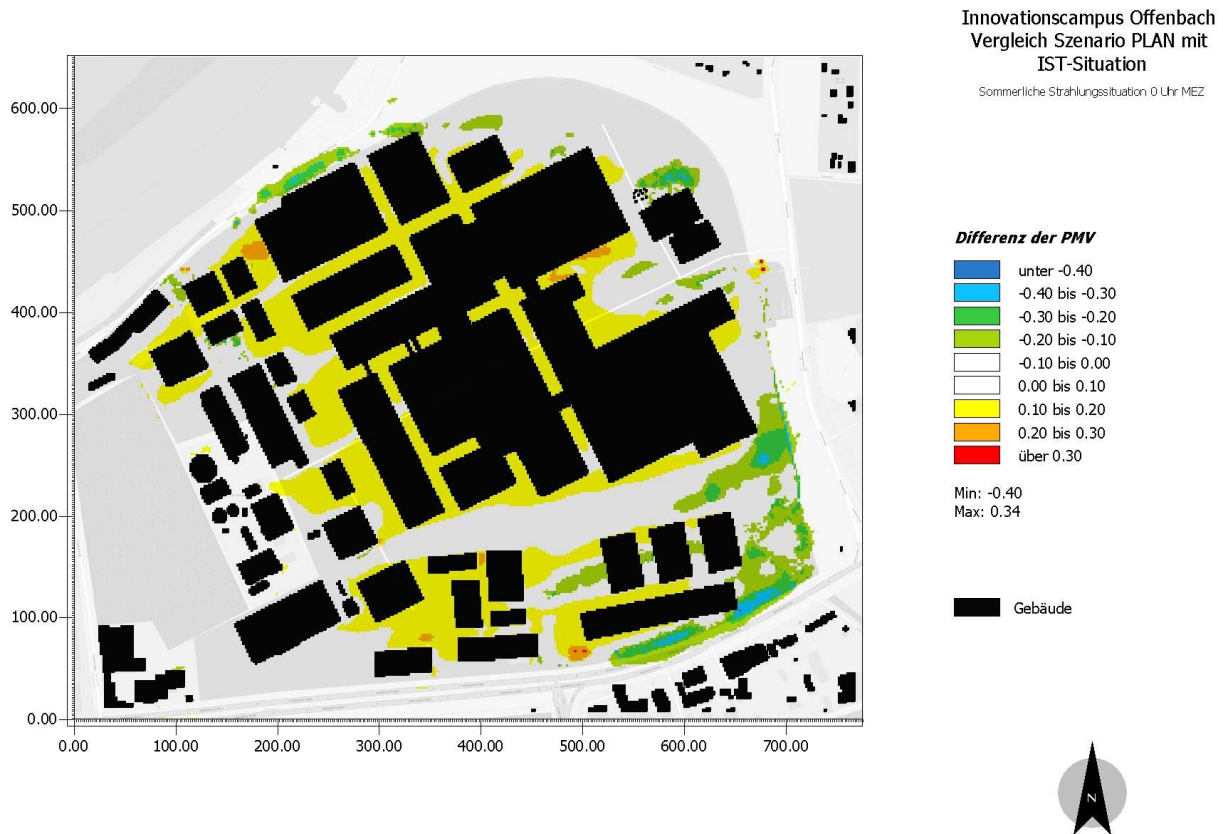 Innovationscampus Offenbach
Vergleich Szenario PLAN mit
IST-Situation
Sommerliche Strahlungssituation 0 Uhr MEZ
600.00
500.00
400.00
300.00
200.00
100.00
0.00
0.00 100.00 200.00 300.00 400.00 500.00 600.00 700.00
Differenz der PMV
unter -0.40
-0.40 bis -0.30
-0.30 bis -0.20
-0.20 bis -0.10
-0.10 bis 0.00
0.00 bis 0.10
0.10 bis 0.20
0.20 bis 0.30
über 0.30
Min: -0.40
Max: 0.34
Gebäude
N